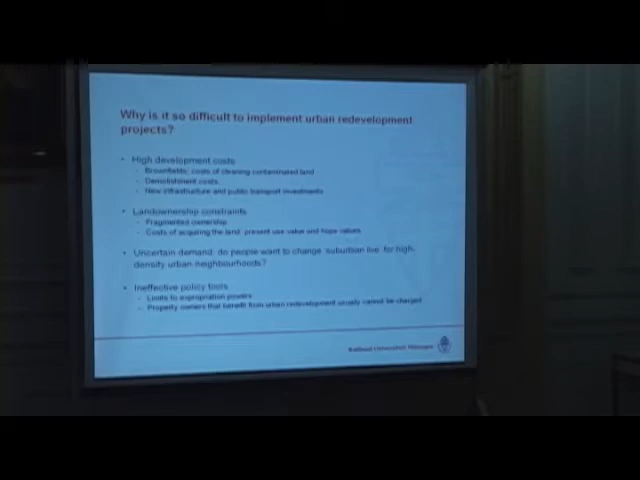 Why is it so difficult to implement urban redevelopment
projects?
• High development costs
- Brownfields: costs of cleaning contaminated land
- Demolishment costs
- New infrastructure and public transport investments
• Landownership constraints
- Fragmented ownership
- Costs of acquiring the land: present use value and hope values
• Uncertain demand: do people want to change 'suburban live' for high-
density urban neighbourhoods?
• Ineffective policy tools
- Limits to expropriation powers
- Property owners that benefit from urban redevelopment usually cannot be charged
Radboud Universiteit Nijmegen